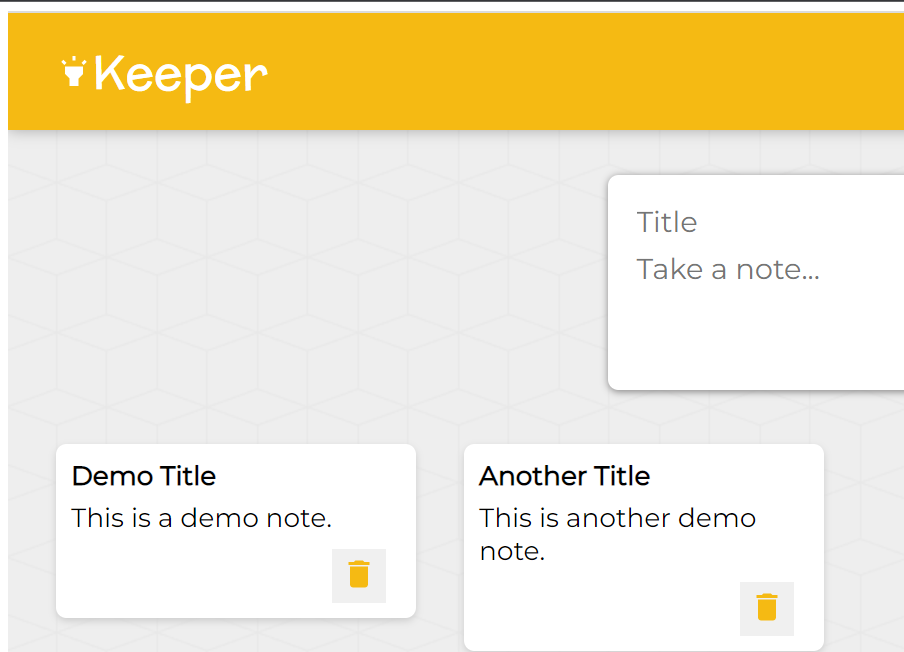 Keeper
Title
Take a note...
Demo Title
This is a demo note.
Another Title
This is another demo
note.